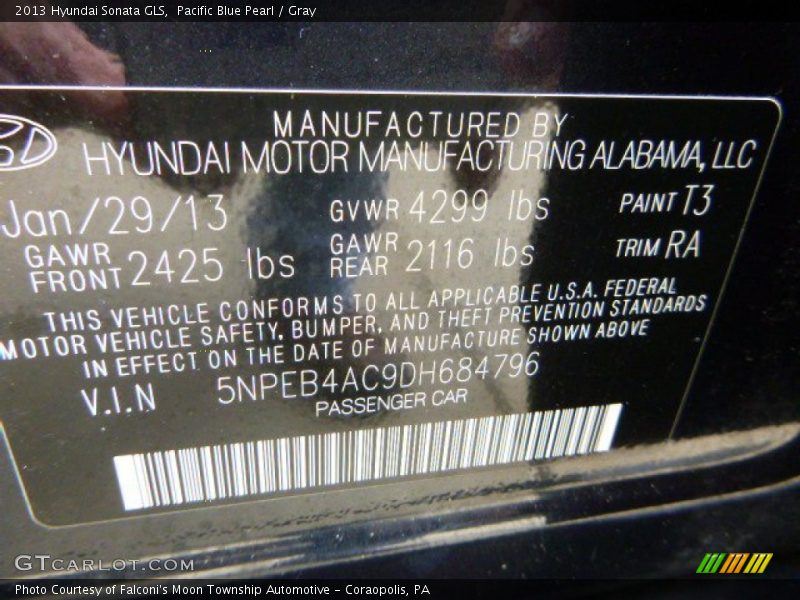 2013 Hyundai Sonata GLS, Pacific Blue Pearl / Gray
MANUFACTURED BY
HYUNDAI MOTOR MANUFACTURING ALABAMA, LLC
Jan/29/13 GVWR 4299 lbs PAINT T3
GAWR FRONT 2425 lbs GAWR REAR 2116 lbs TRIM RA
THIS VEHICLE CONFORMS TO ALL APPLICABLE U.S.A. FEDERAL
MOTOR VEHICLE SAFETY, BUMPER, AND THEFT PREVENTION STANDARDS
IN EFFECT ON THE DATE OF MANUFACTURE SHOWN ABOVE
V.I.N 5NPEB4AC9DH684796
PASSENGER CAR
GTCARLOT.COM
Photo Courtesy of Falconi's Moon Township Automotive - Coraopolis, PA